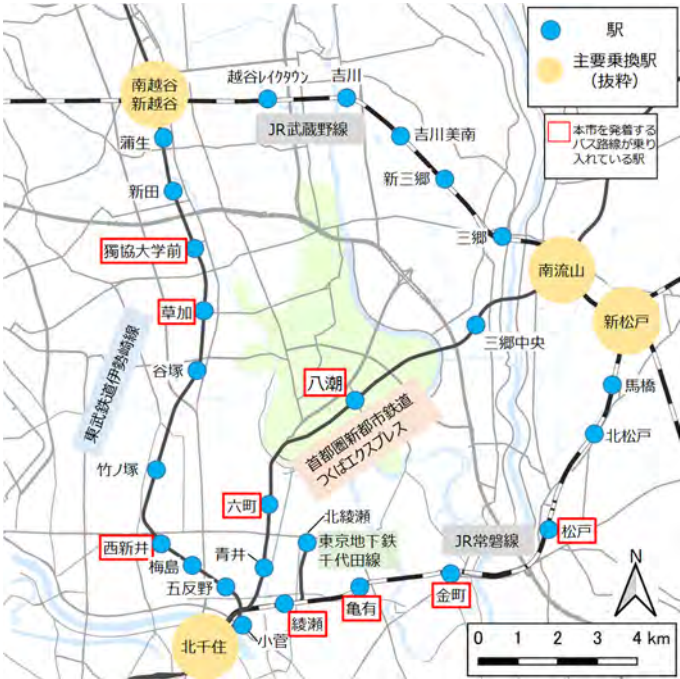 駅
主要乗換駅
(抜粋)
本市を発着する
バス路線が乗り
入れている駅
南越谷
新越谷
越谷レイクタウン
吉川
JR武蔵野線
蒲生
吉川美南
新田
新三郷
獨協大学前
三郷
南流山
草加
新松戸
三郷中央
東武鉄道伊勢崎線
谷塚
八潮
馬橋
首都圏新都市鉄道
つくばエクスプレス
北松戸
竹ノ塚
六町
北綾瀬
松戸
西新井
東京地下鉄
千代田線
JR常磐線
梅島
青井
五反野
金町
亀有
綾瀬
小菅
北千住
N
0 1 2 3 4 km